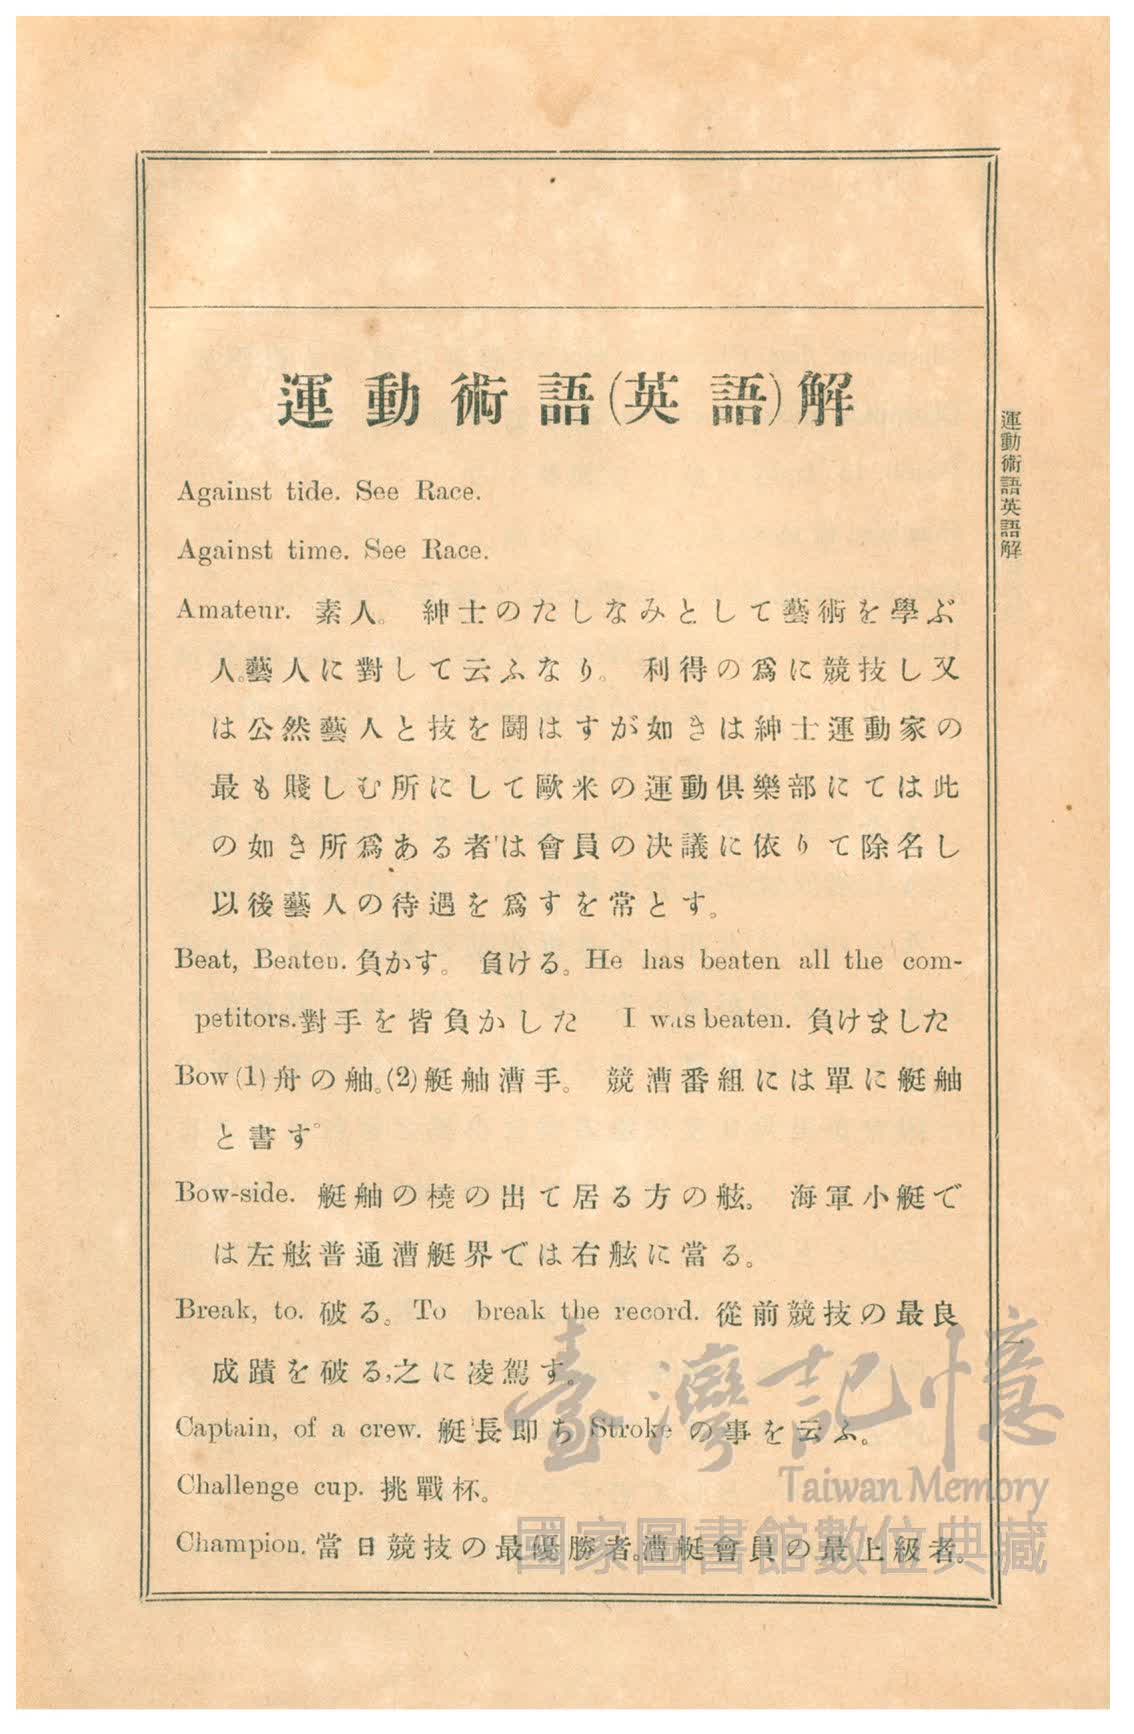 運動術語(英語)解
運動術語英語解
Against tide. See Race.
Against time. See Race.
Amateur. 素人。 紳士のたしなみとして藝術を學ぶ
人。藝人に對して云ふなり。 利得の爲に競技し又
は公然藝人と技を鬪はすが如きは紳士運動家の
最も賤しむ所にして歐米の運動倶樂部にては此
の如き所爲ある者は會員の决議に依りて除名し
以後藝人の待遇を爲すを常とす。
Beat, Beaten. 負かす。 負ける。 He has beaten all the com-
petitors. 對手を皆負かした I was beaten. 負けました
Bow (1) 舟の舳。(2) 艇舳漕手。 競漕番組には單に艇舳
と書す。
Bow-side. 艇舳の橈の出て居る方の舷。 海軍小艇で
は左舷普通漕艇界では右舷に當る。
Break, to. 破る。 To break the record. 從前競技の最良
成蹟を破る,之に凌駕す。
Captain, of a crew. 艇長即ち Stroke の事を云ふ。
Challenge cup. 挑戰杯。
Champion. 當日競技の最優勝者。漕艇會員の最上級者。
一
臺灣記憶
Taiwan Memory
國家圖書館數位典藏